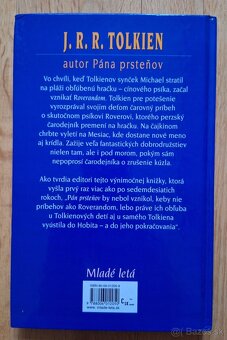 J. R. R. TOLKIEN
autor Pána prsteňov
Vo chvíli, keď Tolkienov synček Michael stratil
na pláži obľúbenú hračku – cínového psíka, začal
vznikať Roverandom. Tolkien pre potešenie
vyrozprával svojim deťom čarovný príbeh
o skutočnom psíkovi Roverovi, ktorého perzský
čarodejník premení na hračku. Na čajkinom
chrbte vyletí na Mesiac, kde dostane nové meno
aj krídla. Zažije veľa fantastických dobrodružstiev
nielen tam, ale i pod morom, pokým sám
nepoprosí čarodejníka o zrušenie kúzla.
Ako tvrdia editori tejto výnimočnej knižky, ktorá
vyšla prvý raz viac ako po sedemdesiatich
rokoch, „Pán prsteňov by nebol vznikol, keby nie
príbehov ako Roverandom, lebo práve ich obľuba
u Tolkienových detí aj u samého Tolkiena
vyústila do Hobita – a do jeho pokračovania“.
Mladé letá
www.mlade-leta.sk